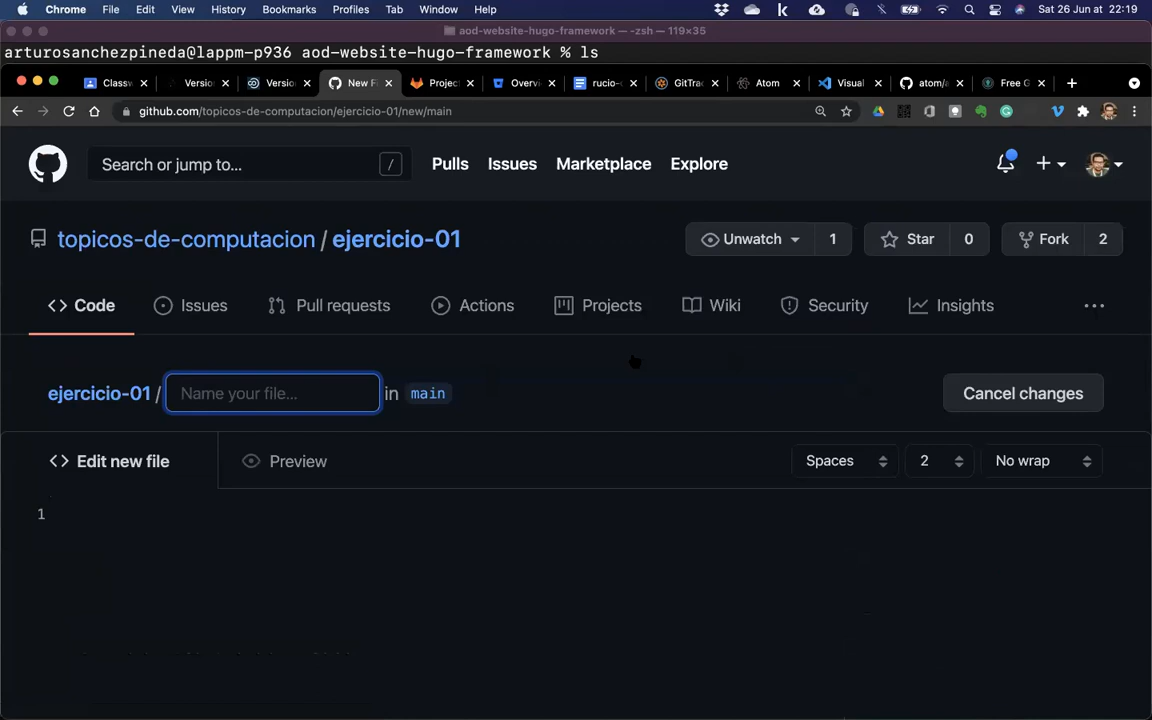 Chrome File Edit View History Bookmarks Profiles Tab Window Help Sat 26 Jun at 22:19
aod-website-hugo-framework — -zsh — 119×35
arturosanchezpineda@lappm-p936 aod-website-hugo-framework % ls
Classw Versio Version New Fi Projec Overvi rucio- GitTra Atom Visual atom/ Free G
github.com/topicos-de-computacion/ejercicio-01/new/main
Search or jump to... / Pulls Issues Marketplace Explore
topicos-de-computacion / ejercicio-01 Unwatch 1 Star 0 Fork 2
Code Issues Pull requests Actions Projects Wiki Security Insights
ejercicio-01 / Name your file... in main Cancel changes
Edit new file Preview Spaces 2 No wrap
1